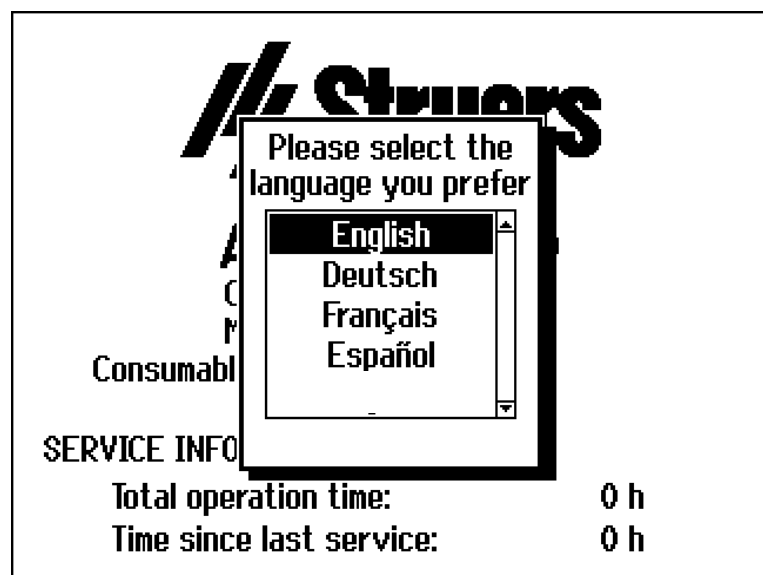 Struers
Please select the
language you prefer
English
Deutsch
Français
Español
Consumabl
SERVICE INFO
Total operation time: 0 h
Time since last service: 0 h